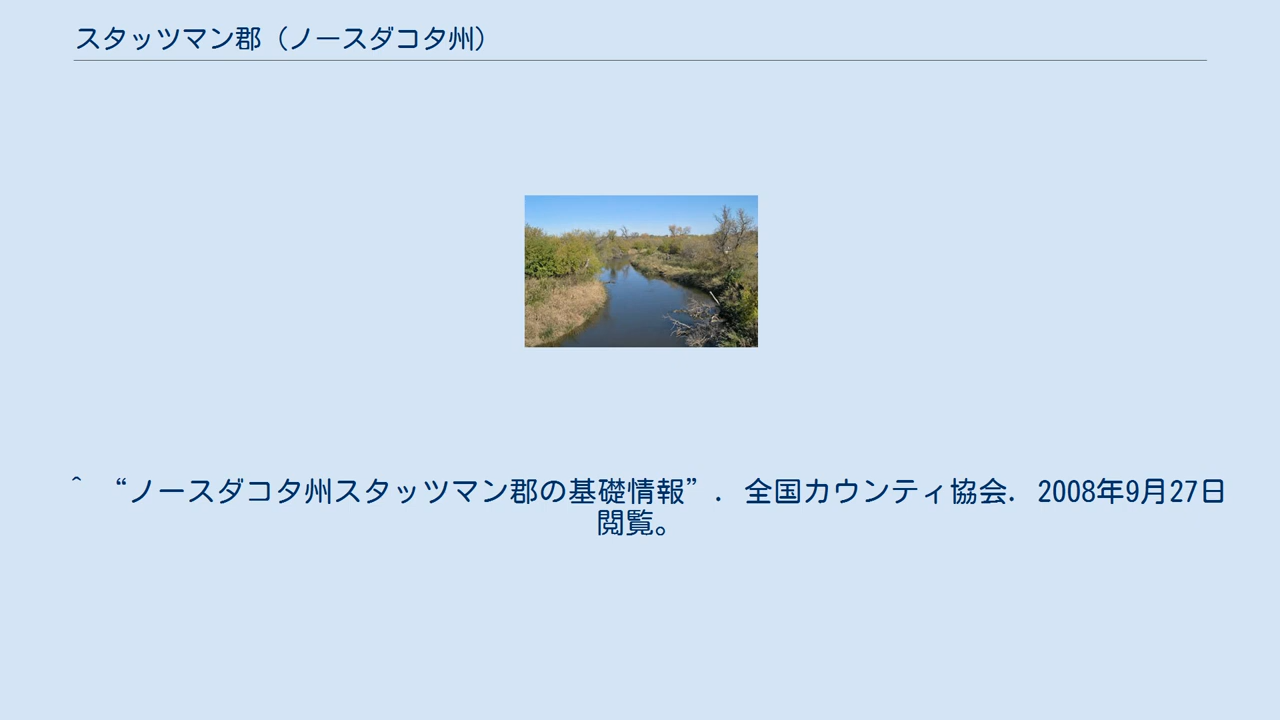 スタッツマン郡（ノースダコタ州）
^ “ノースダコタ州スタッツマン郡の基礎情報”. 全国カウンティ協会. 2008年9月27日
閲覧。